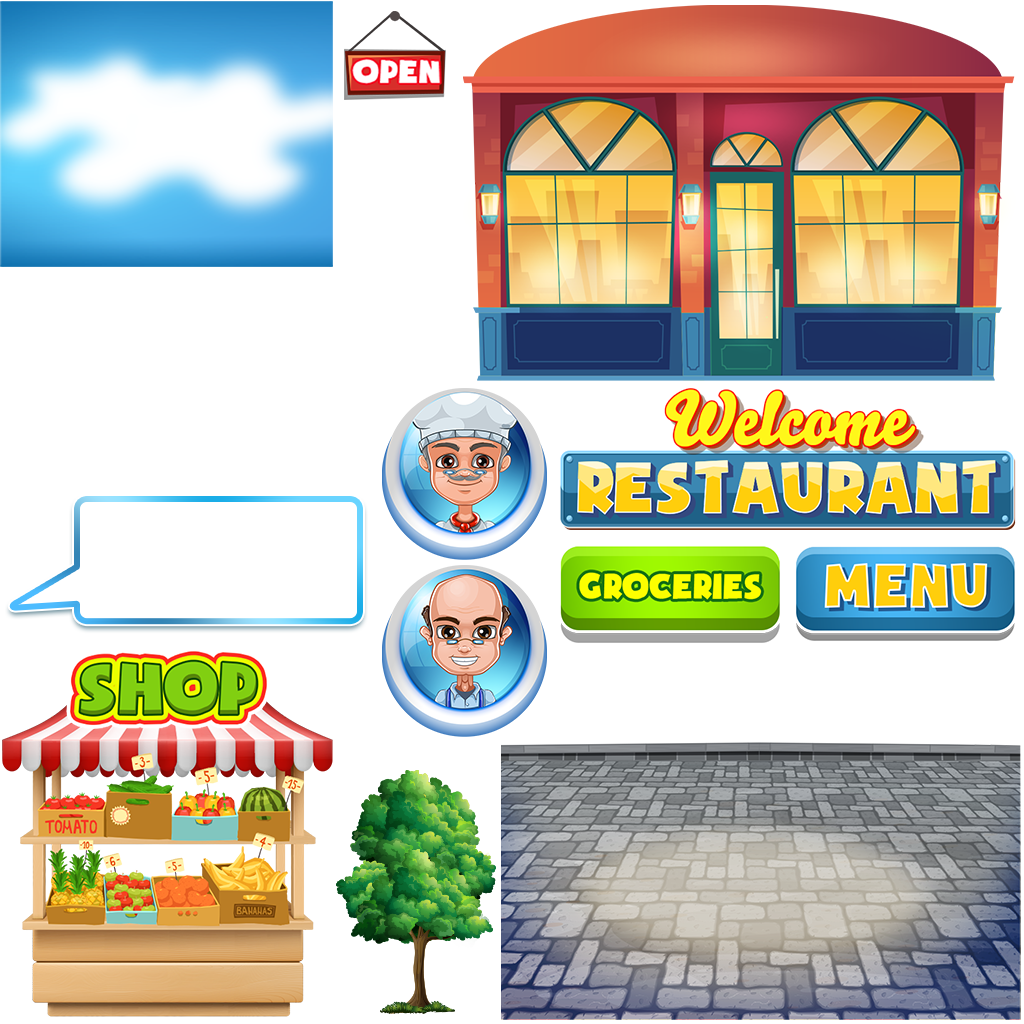 OPEN
Welcome
RESTAURANT
GROCERIES
MENU
SHOP
-3-
-5-
-15-
TOMATO
-10-
-6-
-5-
-4-
BANANAS